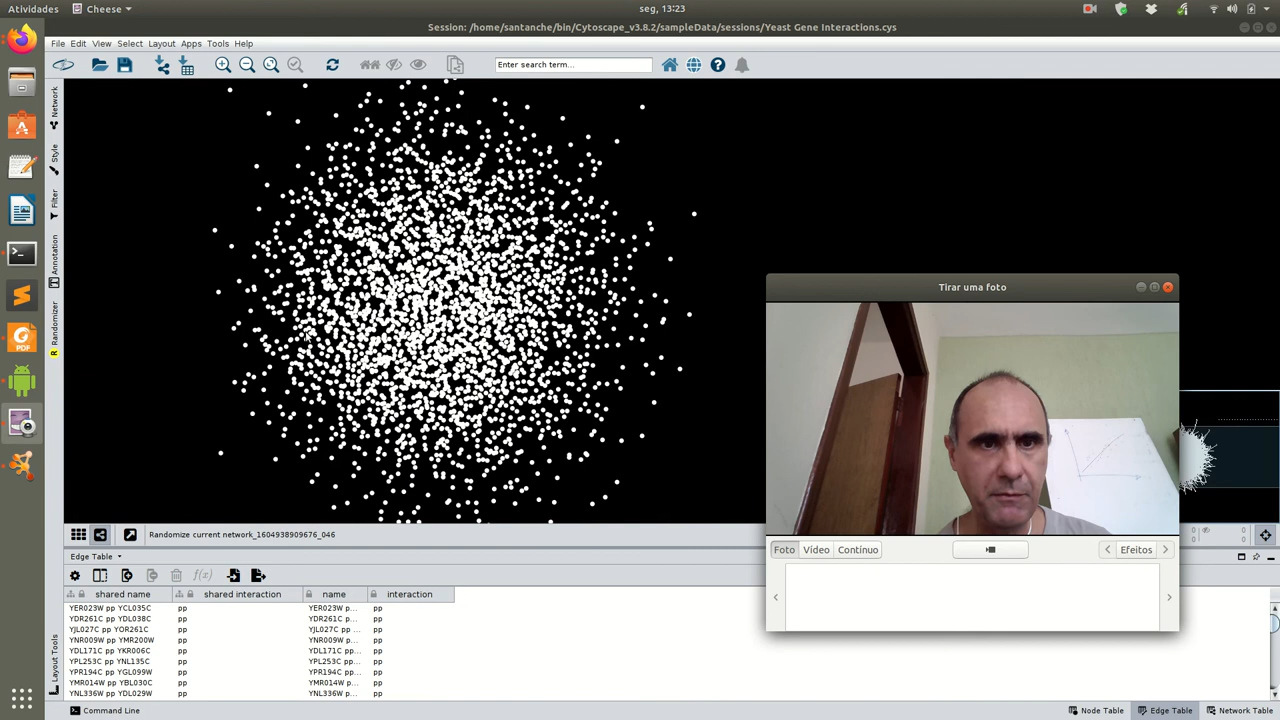 Atividades
Cheese
seg, 13:23
Session: /home/santanche/bin/Cytoscape_v3.8.2/sampleData/sessions/Yeast Gene Interactions.cys
File Edit View Select Layout Apps Tools Help
Enter search term...
Network
Style
Filter
Annotation
Randomizer
R
Layout Tools
PDF
Tirar uma foto
Foto Vídeo Contínuo
Efeitos
Randomize current network_1604938909676_046
0
0
0
0
Edge Table
f(x)
shared name shared interaction name interaction
YER023W pp YCL035C pp YER023W p... pp
YDR261C pp YDL038C pp YDR261C p... pp
YJL027C pp YOR261C pp YJL027C p... pp
YNR009W pp YMR200W pp YNR009W p... pp
YDL171C pp YKR006C pp YDL171C p... pp
YPL253C pp YNL135C pp YPL253C p... pp
YPR194C pp YGL099W pp YPR194C p... pp
YMR014W pp YBL030C pp YMR014W p... pp
YNL336W pp YDL029W pp YNL336W p... pp
Command Line
Node Table
Edge Table
Network Table